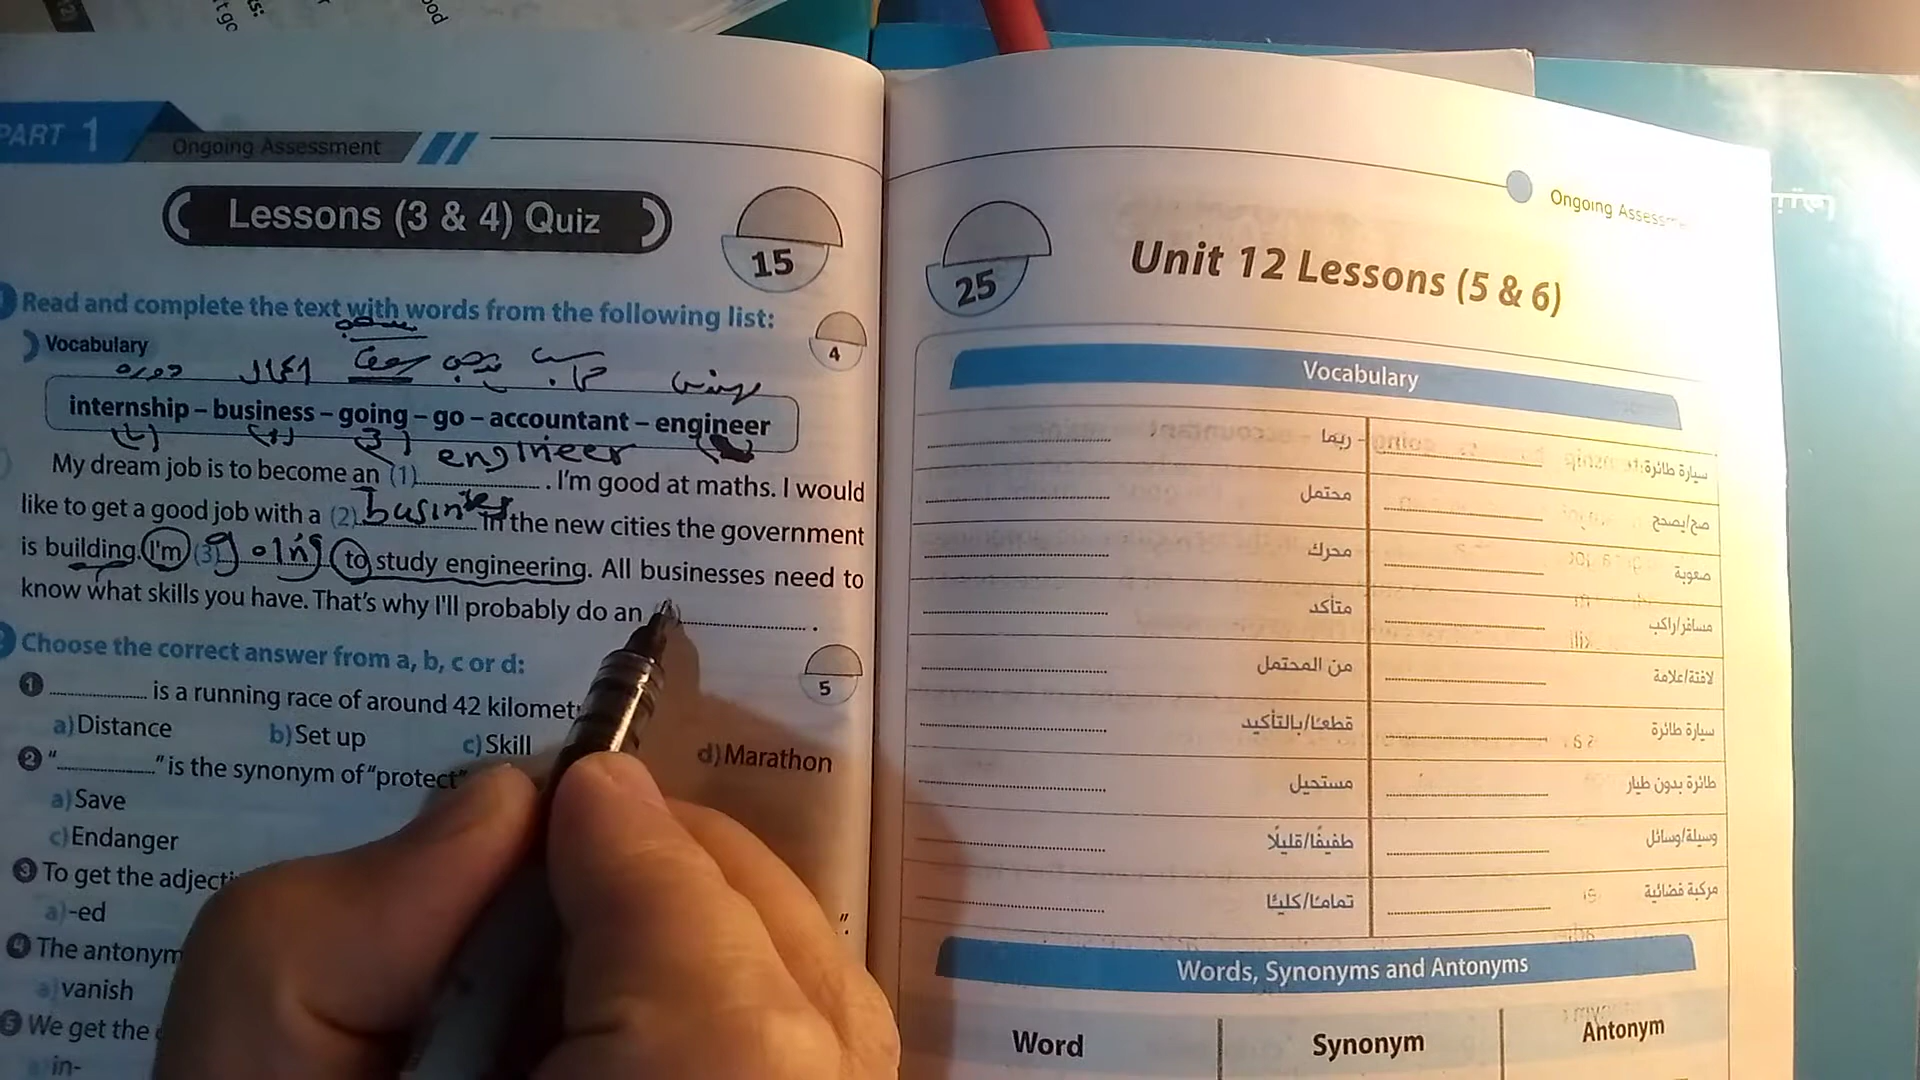 PART 1
Ongoing Assessment
Lessons (3 & 4) Quiz
15
Read and complete the text with words from the following list:
4
Vocabulary
internship – business – going – go – accountant – engineer
engineer
My dream job is to become an (1) . I'm good at maths. I would
like to get a good job with a (2) business in the new cities the government
is building. I'm (3) going to study engineering. All businesses need to
know what skills you have. That's why I'll probably do an .
Choose the correct answer from a, b, c or d:
5
1 is a running race of around 42 kilomet
a) Distance b) Set up c) Skill d) Marathon
2 " " is the synonym of "protect"
a) Save
c) Endanger
3 To get the adjecti
a) -ed
4 The antonym
a) vanish
5 We get the
a) in-
Ongoing Assessm
25
Unit 12 Lessons (5 & 6)
Vocabulary
سيارة طائرة ربما
صح/يصحح محتمل
صعوبة محرك
مسافر/راكب متأكد
لافتة/علامة من المحتمل
سيارة طائرة قطعًا/بالتأكيد
طائرة بدون طيار مستحيل
وسيلة/وسائل طفيفًا/قليلًا
مركبة فضائية تمامًا/كليًا
Words, Synonyms and Antonyms
Word Synonym Antonym